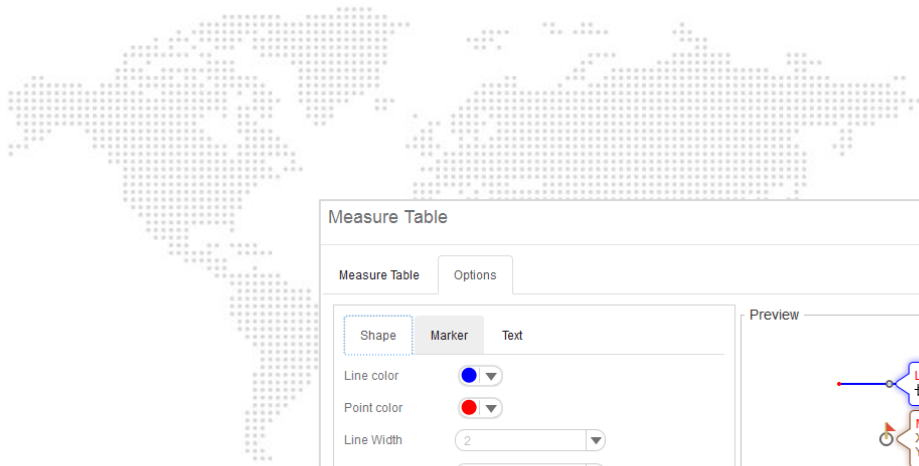 Measure Table
Measure Table
Options
Preview
Shape
Marker
Text
Line color
Point color
Line Width
2